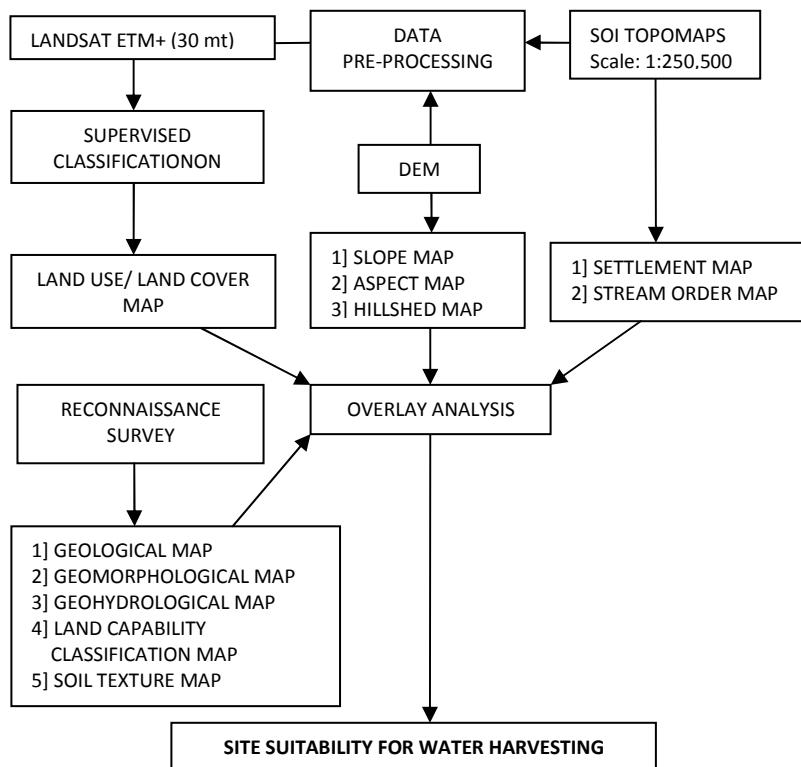 LANDSAT ETM+ (30 mt)
DATA
PRE-PROCESSING
SOI TOPOMAPS
Scale: 1:250,500
SUPERVISED
CLASSIFICATIONON
DEM
LAND USE/ LAND COVER
MAP
1] SLOPE MAP
2] ASPECT MAP
3] HILLSHED MAP
1] SETTLEMENT MAP
2] STREAM ORDER MAP
RECONNAISSANCE
SURVEY
OVERLAY ANALYSIS
1] GEOLOGICAL MAP
2] GEOMORPHOLOGICAL MAP
3] GEOHYDROLOGICAL MAP
4] LAND CAPABILITY
CLASSIFICATION MAP
5] SOIL TEXTURE MAP
SITE SUITABILITY FOR WATER HARVESTING